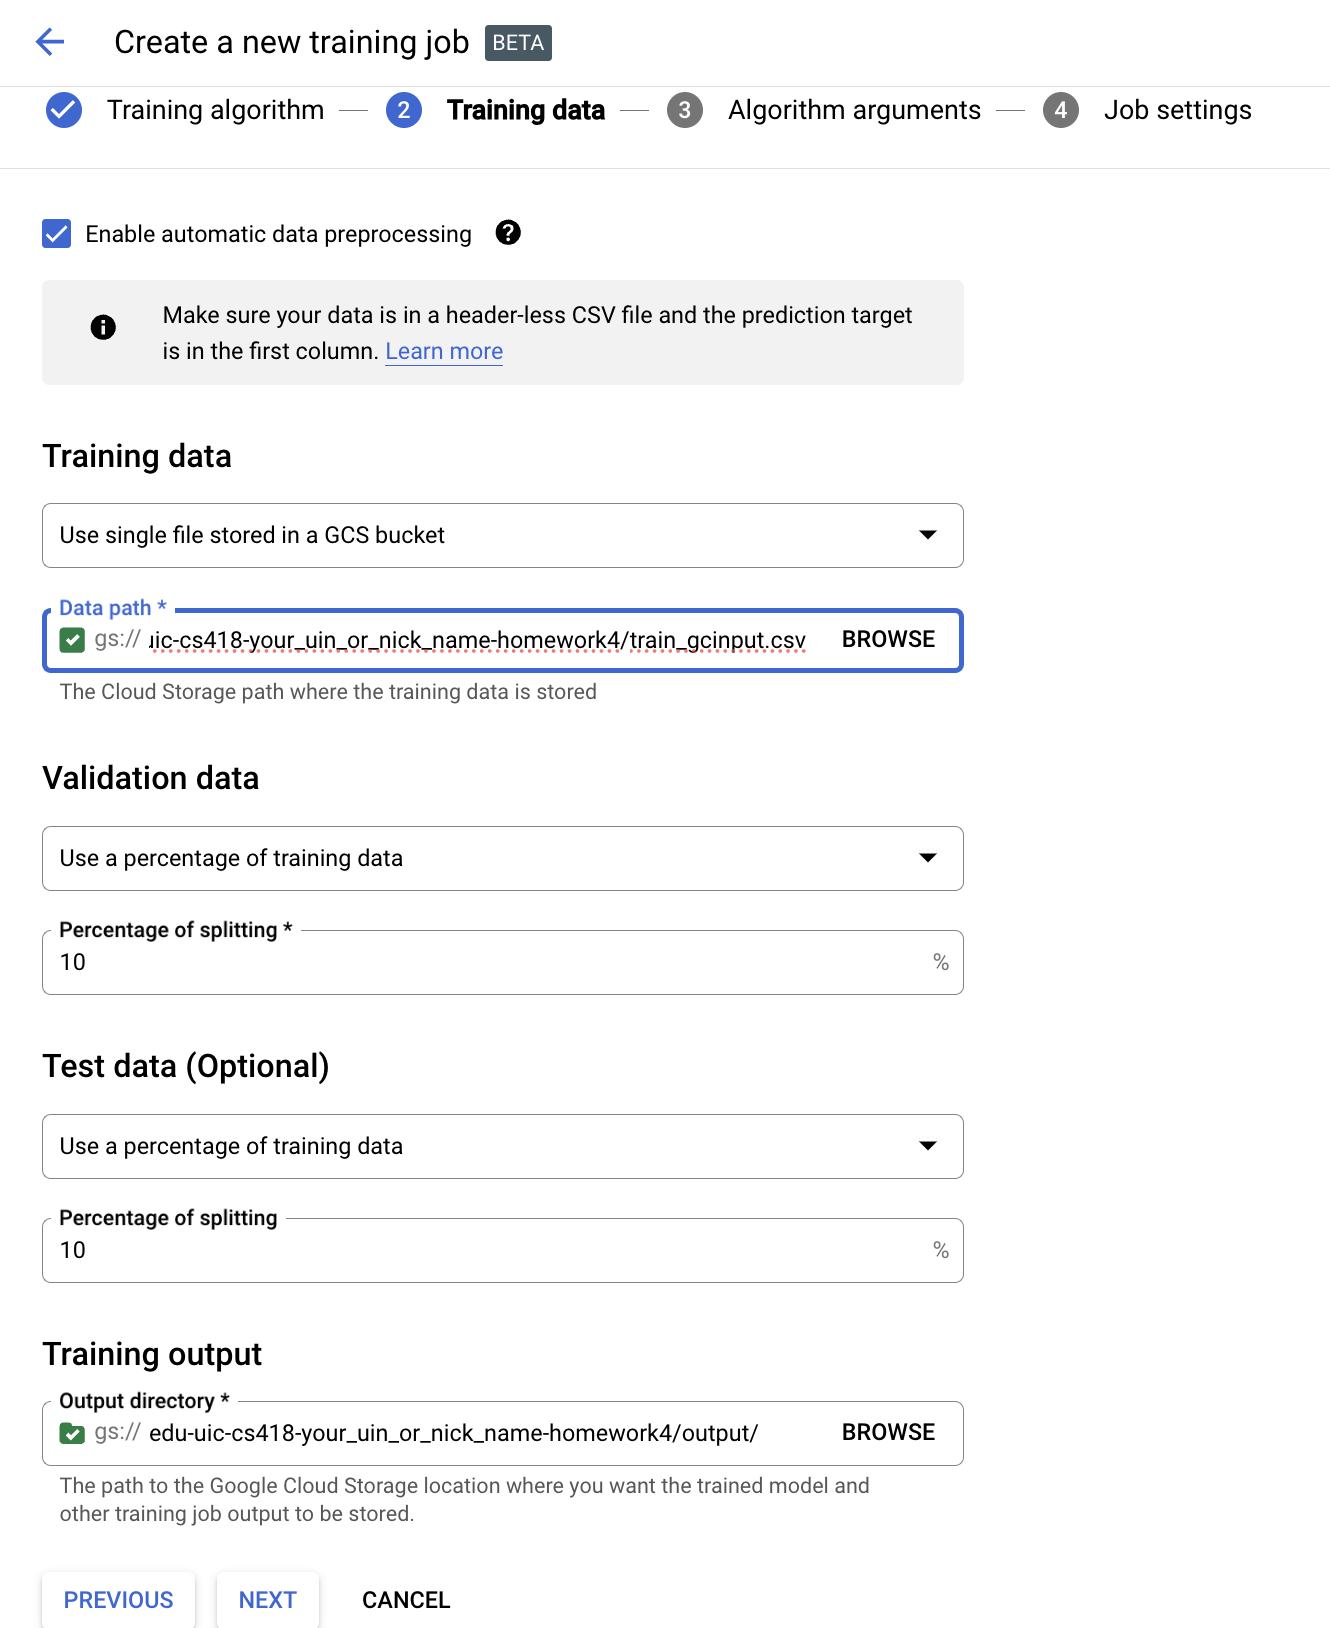 Create a new training job BETA
Training algorithm 2 Training data 3 Algorithm arguments 4 Job settings
Enable automatic data preprocessing
Make sure your data is in a header-less CSV file and the prediction target
is in the first column. Learn more
Training data
Use single file stored in a GCS bucket
Data path *
gs:// uic-cs418-your_uin_or_nick_name-homework4/train_gcinput.csv BROWSE
The Cloud Storage path where the training data is stored
Validation data
Use a percentage of training data
Percentage of splitting *
10 %
Test data (Optional)
Use a percentage of training data
Percentage of splitting
10 %
Training output
Output directory *
gs:// edu-uic-cs418-your_uin_or_nick_name-homework4/output/ BROWSE
The path to the Google Cloud Storage location where you want the trained model and
other training job output to be stored.
PREVIOUS NEXT CANCEL